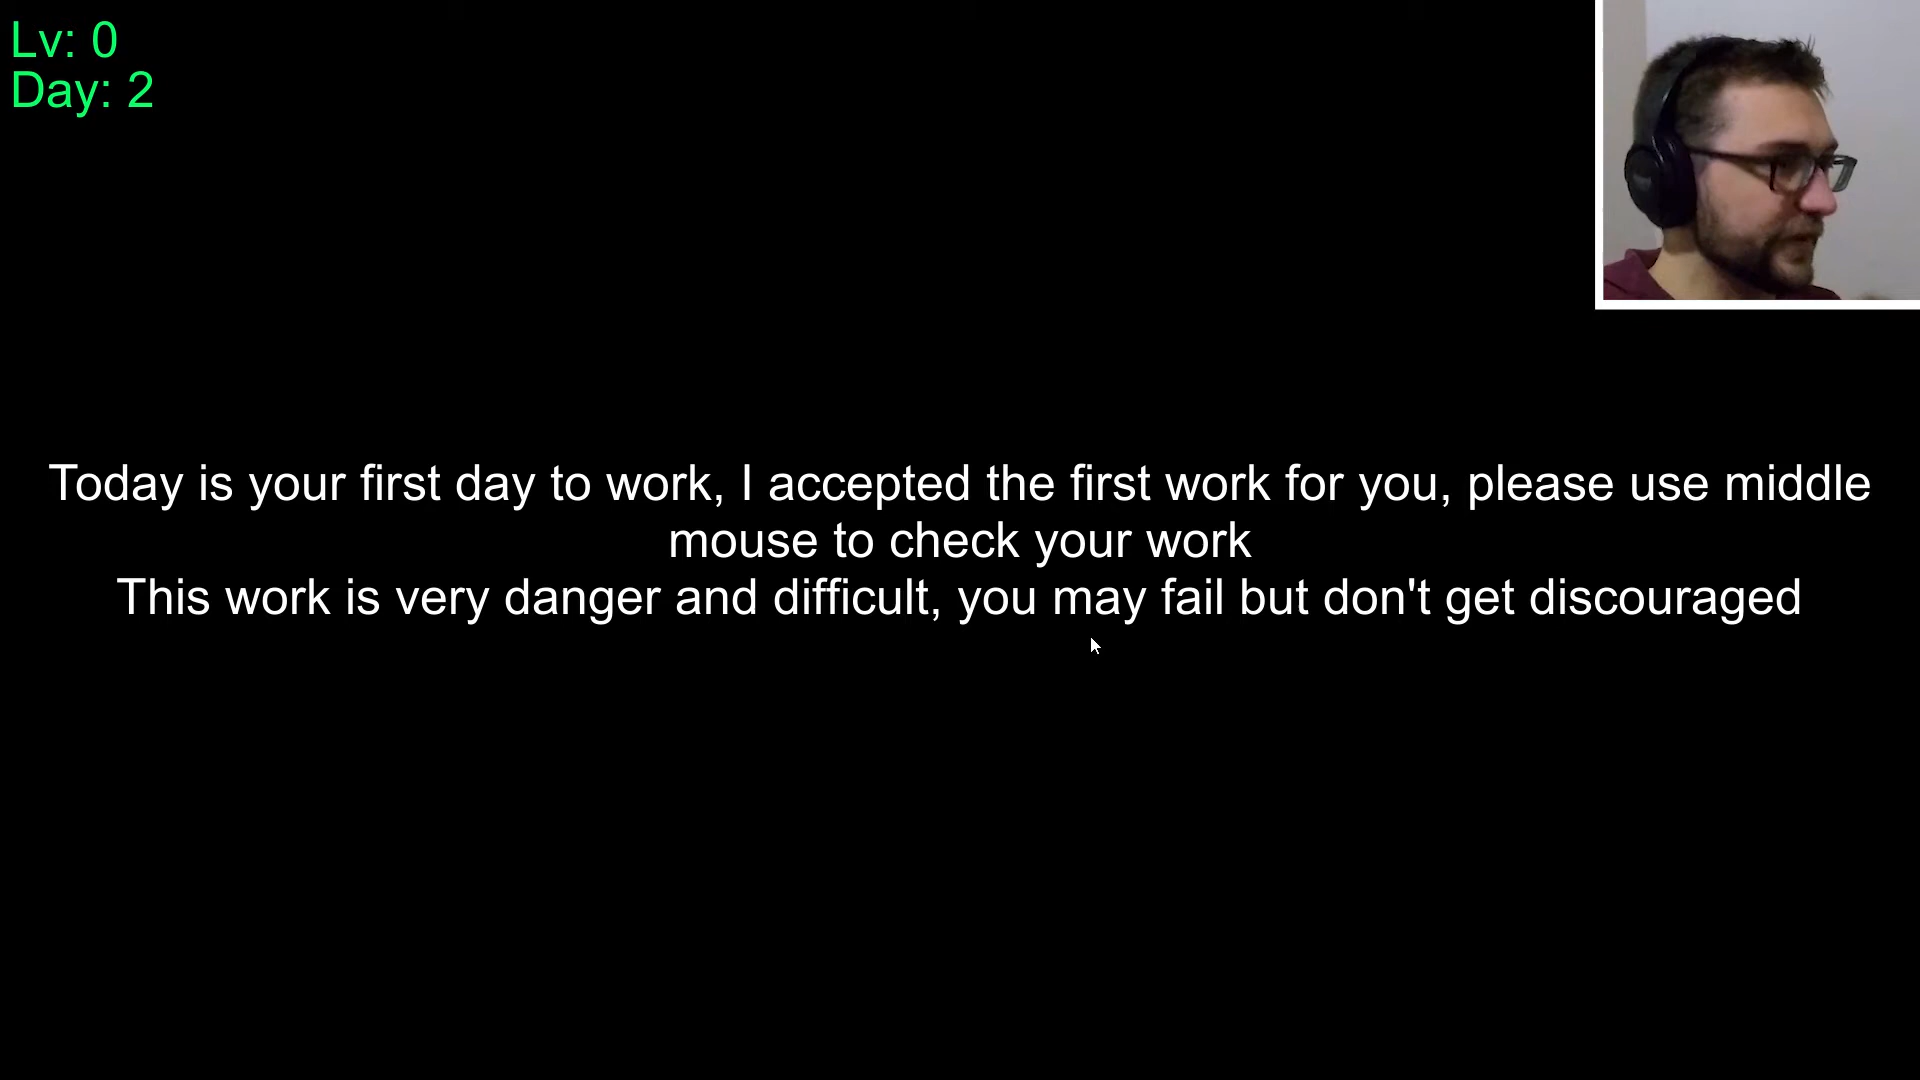 Lv: 0
Day: 2
Today is your first day to work, I accepted the first work for you, please use middle
mouse to check your work
This work is very danger and difficult, you may fail but don't get discouraged